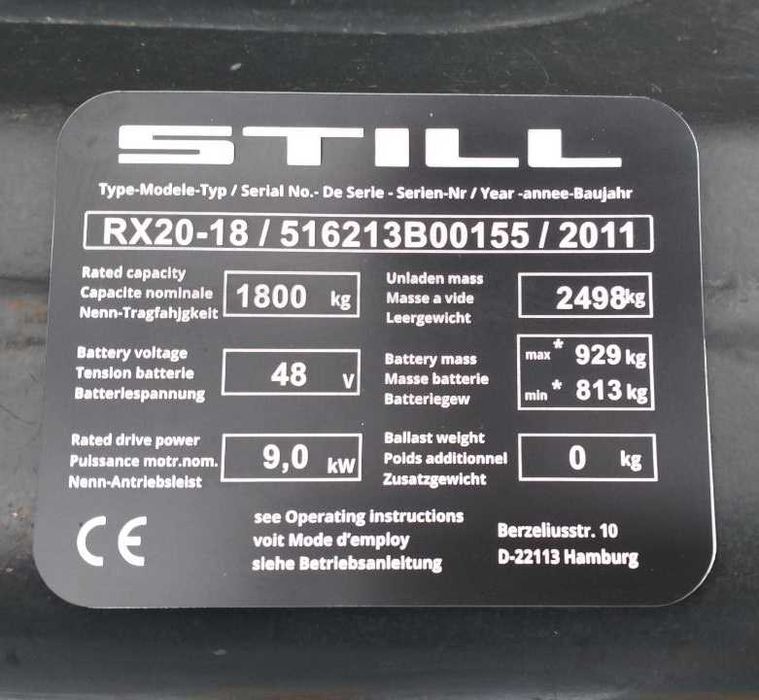 STILL
Type-Modele-Typ / Serial No.- De Serie - Serien-Nr / Year -annee-Baujahr
RX20-18 / 516213B00155 / 2011
Rated capacity
Capacite nominale
Nenn-Tragfahjgkeit
1800 kg
Unladen mass
Masse a vide
Leergewicht
2498kg
Battery voltage
Tension batterie
Batterlespannung
48 V
Battery mass
Masse batterie
Batteriegew
max * 929 kg
min * 813 kg
Rated drive power
Puissance motr.nom.
Nenn-Antriebsleist
9,0 kW
Ballast weight
Poids additionnel
Zusatzgewicht
0 kg
CE
see Operating instructions
voit Mode d'employ
slehe Betriebsanleitung
Berzeliusstr. 10
D-22113 Hamburg